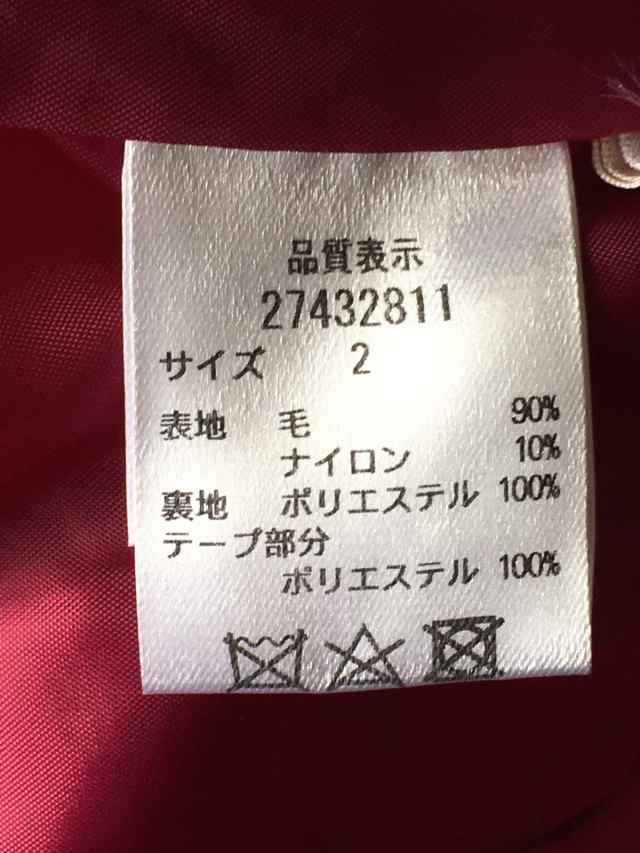 品質表示
27432811
サイズ 2
表地 毛 90%
ナイロン 10%
裏地 ポリエステル 100%
テープ部分
ポリエステル 100%